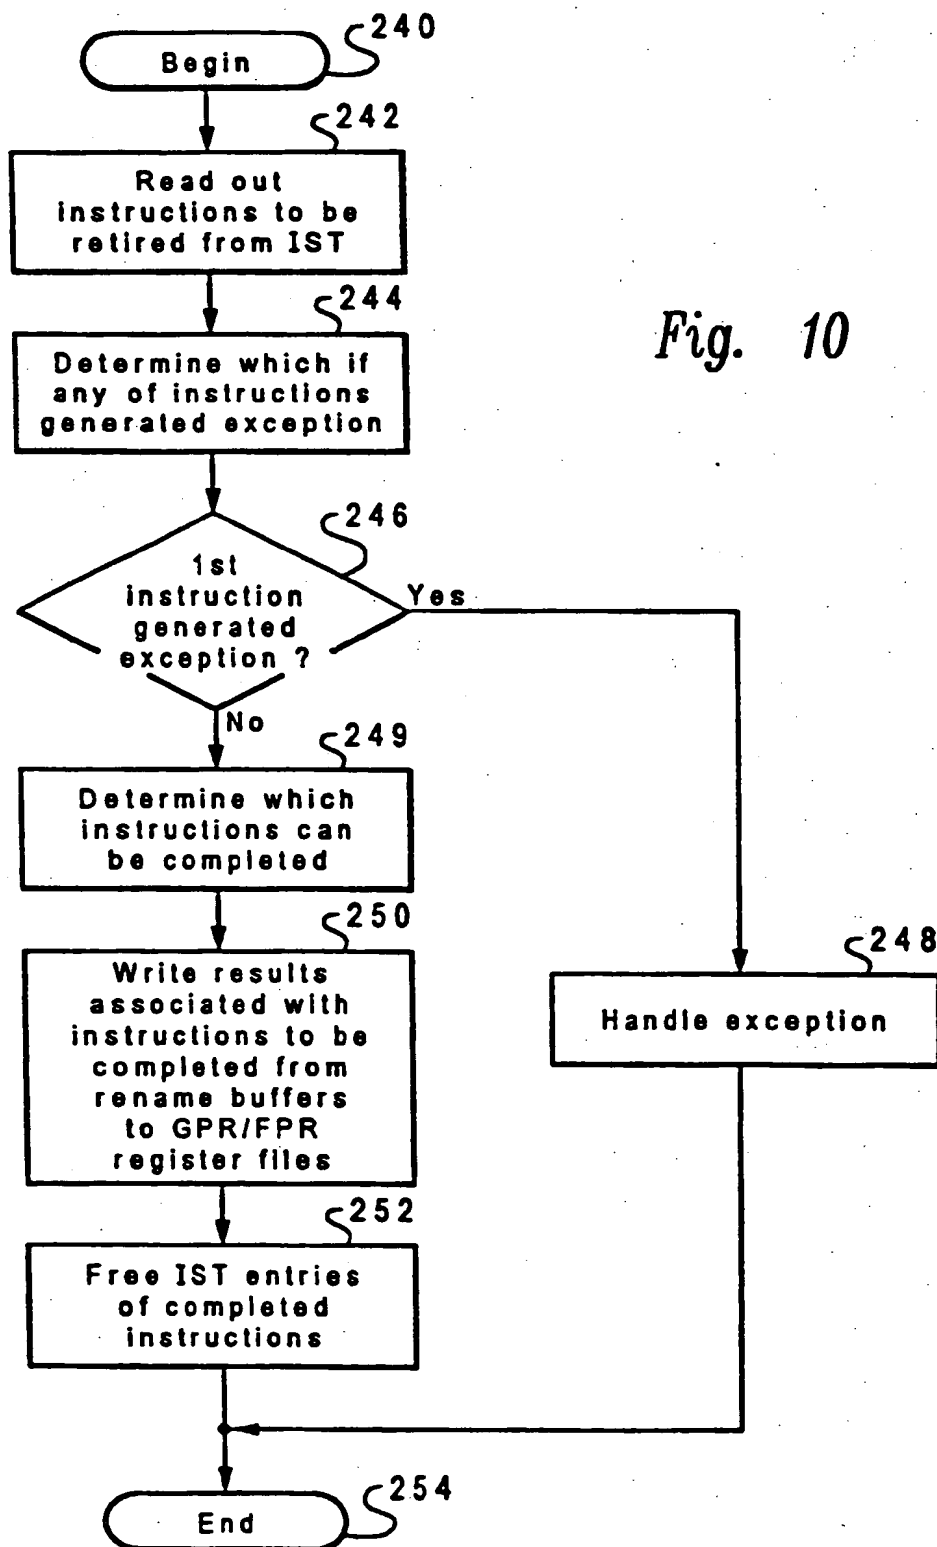 240
Begin
242
Read out
instructions to be
retired from IST
244
Fig. 10
Determine which if
any of instructions
generated exception
246
1st
instruction
generated
exception ?
Yes
No
249
Determine which
instructions can
be completed
250
Write results
associated with
instructions to be
completed from
rename buffers
to GPR/FPR
register files
248
Handle exception
252
Free IST entries
of completed
instructions
254
End